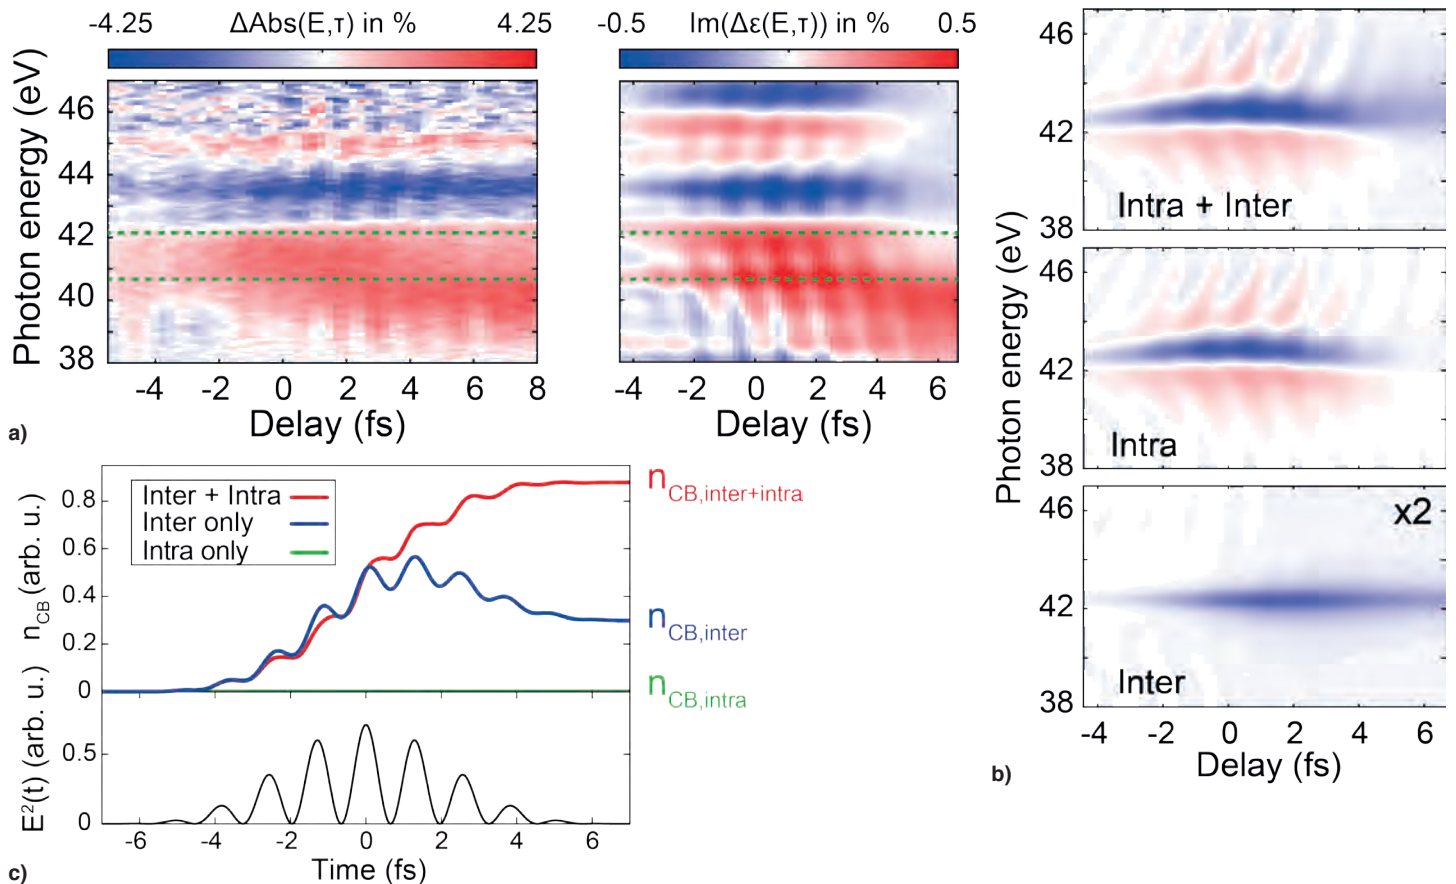 -4.25 ΔAbs(E,τ) in % 4.25
Photon energy (eV)
46
44
42
40
38
-4 -2 0 2 4 6 8
Delay (fs)
-0.5 Im(Δε(E,τ)) in % 0.5
-4 -2 0 2 4 6
Delay (fs)
a)
Photon energy (eV)
46
42
38
Intra + Inter
46
42
38
Intra
46
42
38
x2
Inter
-4 -2 0 2 4 6
Delay (fs)
b)
n_CB (arb. u.)
0.8
0.6
0.4
0.2
0
Inter + Intra
Inter only
Intra only
n_CB,inter+intra
n_CB,inter
n_CB,intra
E²(t) (arb. u.)
0.5
0
-6 -4 -2 0 2 4 6
Time (fs)
c)